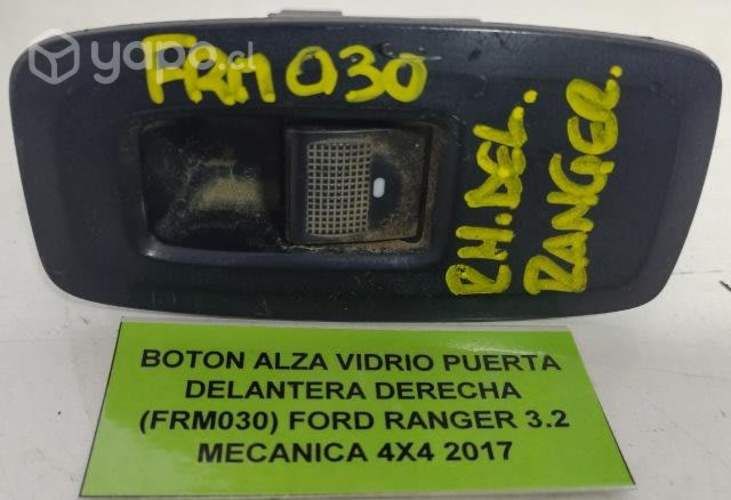 yapo.cl
FRM030
RH.DEL.
RANGER.
BOTON ALZA VIDRIO PUERTA
DELANTERA DERECHA
(FRM030) FORD RANGER 3.2
MECANICA 4X4 2017